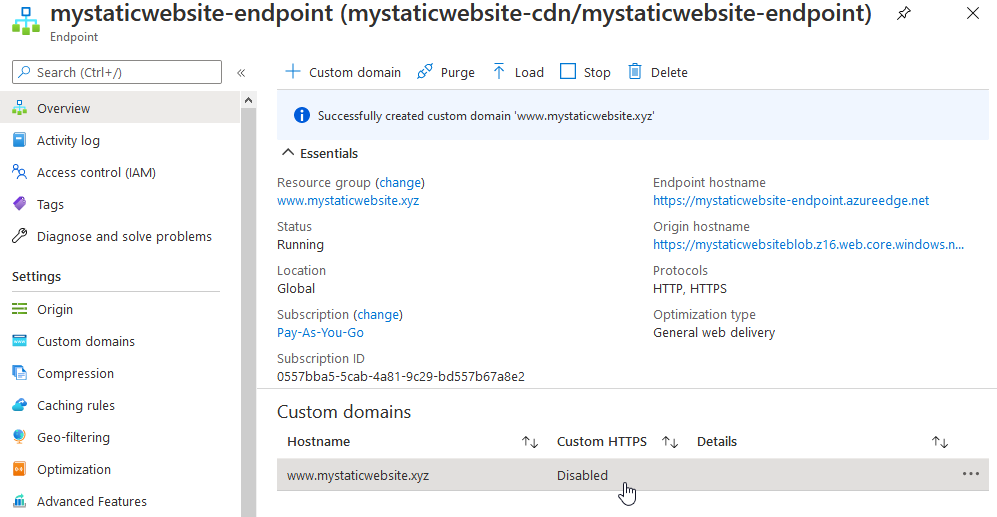 mystaticwebsite-endpoint (mystaticwebsite-cdn/mystaticwebsite-endpoint)
Endpoint
Search (Ctrl+/)
«
Overview
Activity log
Access control (IAM)
Tags
Diagnose and solve problems
Settings
Origin
Custom domains
Compression
Caching rules
Geo-filtering
Optimization
Advanced Features
Custom domain
Purge
Load
Stop
Delete
Successfully created custom domain 'www.mystaticwebsite.xyz'
Essentials
Resource group (change)
www.mystaticwebsite.xyz
Status
Running
Location
Global
Subscription (change)
Pay-As-You-Go
Subscription ID
0557bba5-5cab-4a81-9c29-bd557b67a8e2
Endpoint hostname
https://mystaticwebsite-endpoint.azureedge.net
Origin hostname
https://mystaticwebsiteblob.z16.web.core.windows.n...
Protocols
HTTP, HTTPS
Optimization type
General web delivery
Custom domains
Hostname Custom HTTPS Details
www.mystaticwebsite.xyz Disabled ...